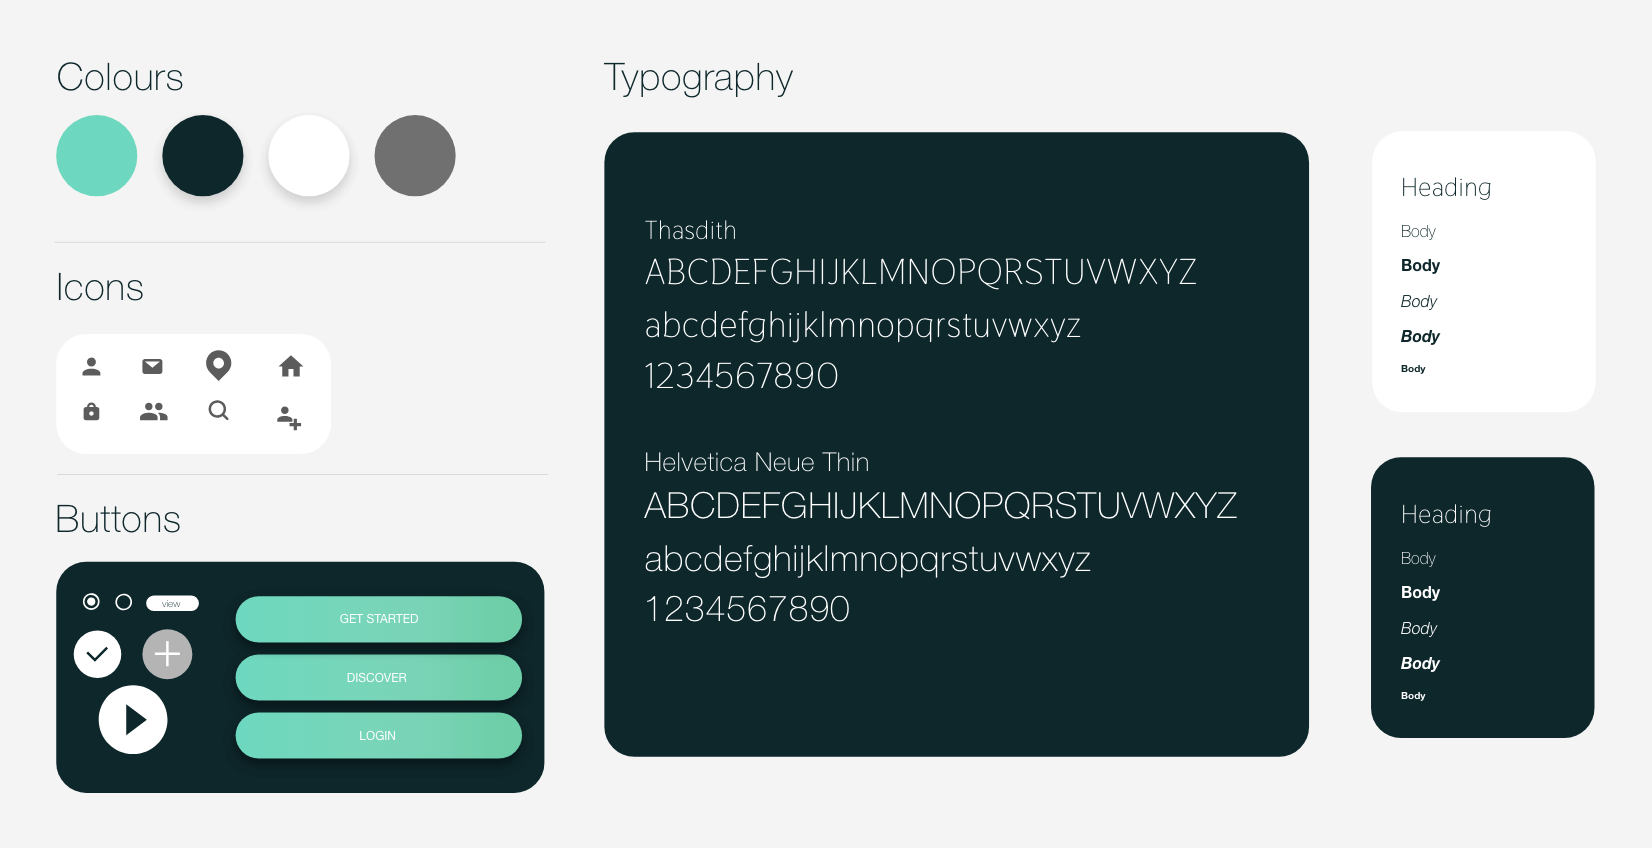 Colours
Icons
Buttons
view
GET STARTED
DISCOVER
LOGIN
Typography
Thasdith
ABCDEFGHIJKLMNOPQRSTUVWXYZ
abcdefghijklmnopqrstuvwxyz
1234567890
Helvetica Neue Thin
ABCDEFGHIJKLMNOPQRSTUVWXYZ
abcdefghijklmnopqrstuvwxyz
1234567890
Heading
Body
Body
Body
Body
Body
Heading
Body
Body
Body
Body
Body